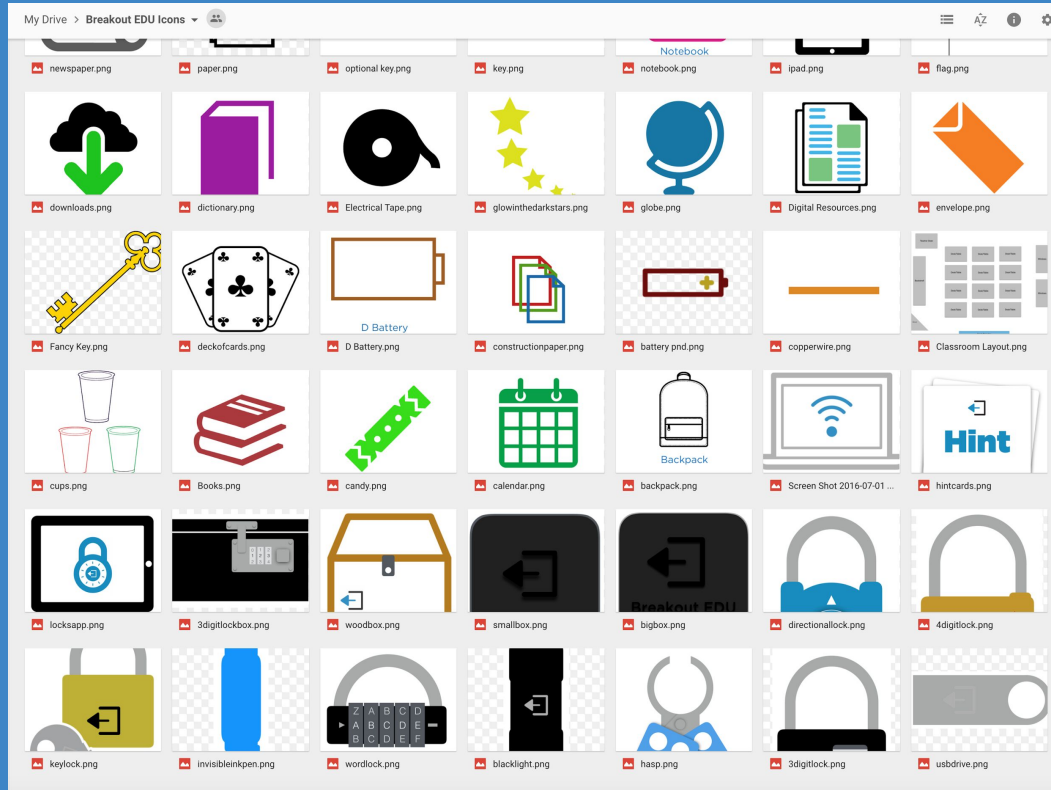 My Drive > Breakout EDU Icons
AZ
Notebook
newspaper.png
paper.png
optional key.png
key.png
notebook.png
ipad.png
flag.png
downloads.png
dictionary.png
Electrical Tape.png
glowinthedarkstars.png
globe.png
Digital Resources.png
envelope.png
D Battery
Fancy Key.png
deckofcards.png
D Battery.png
constructionpaper.png
battery pnd.png
copperwire.png
Classroom Layout.png
Backpack
Hint
cups.png
Books.png
candy.png
calendar.png
backpack.png
Screen Shot 2016-07-01 ...
hintcards.png
Breakout EDU
locksapp.png
3digitlockbox.png
woodbox.png
smallbox.png
bigbox.png
directionallock.png
4digitlock.png
Z A B C D
A B C D E
B C D E F
keylock.png
invisibleinkpen.png
wordlock.png
blacklight.png
hasp.png
3digitlock.png
usbdrive.png